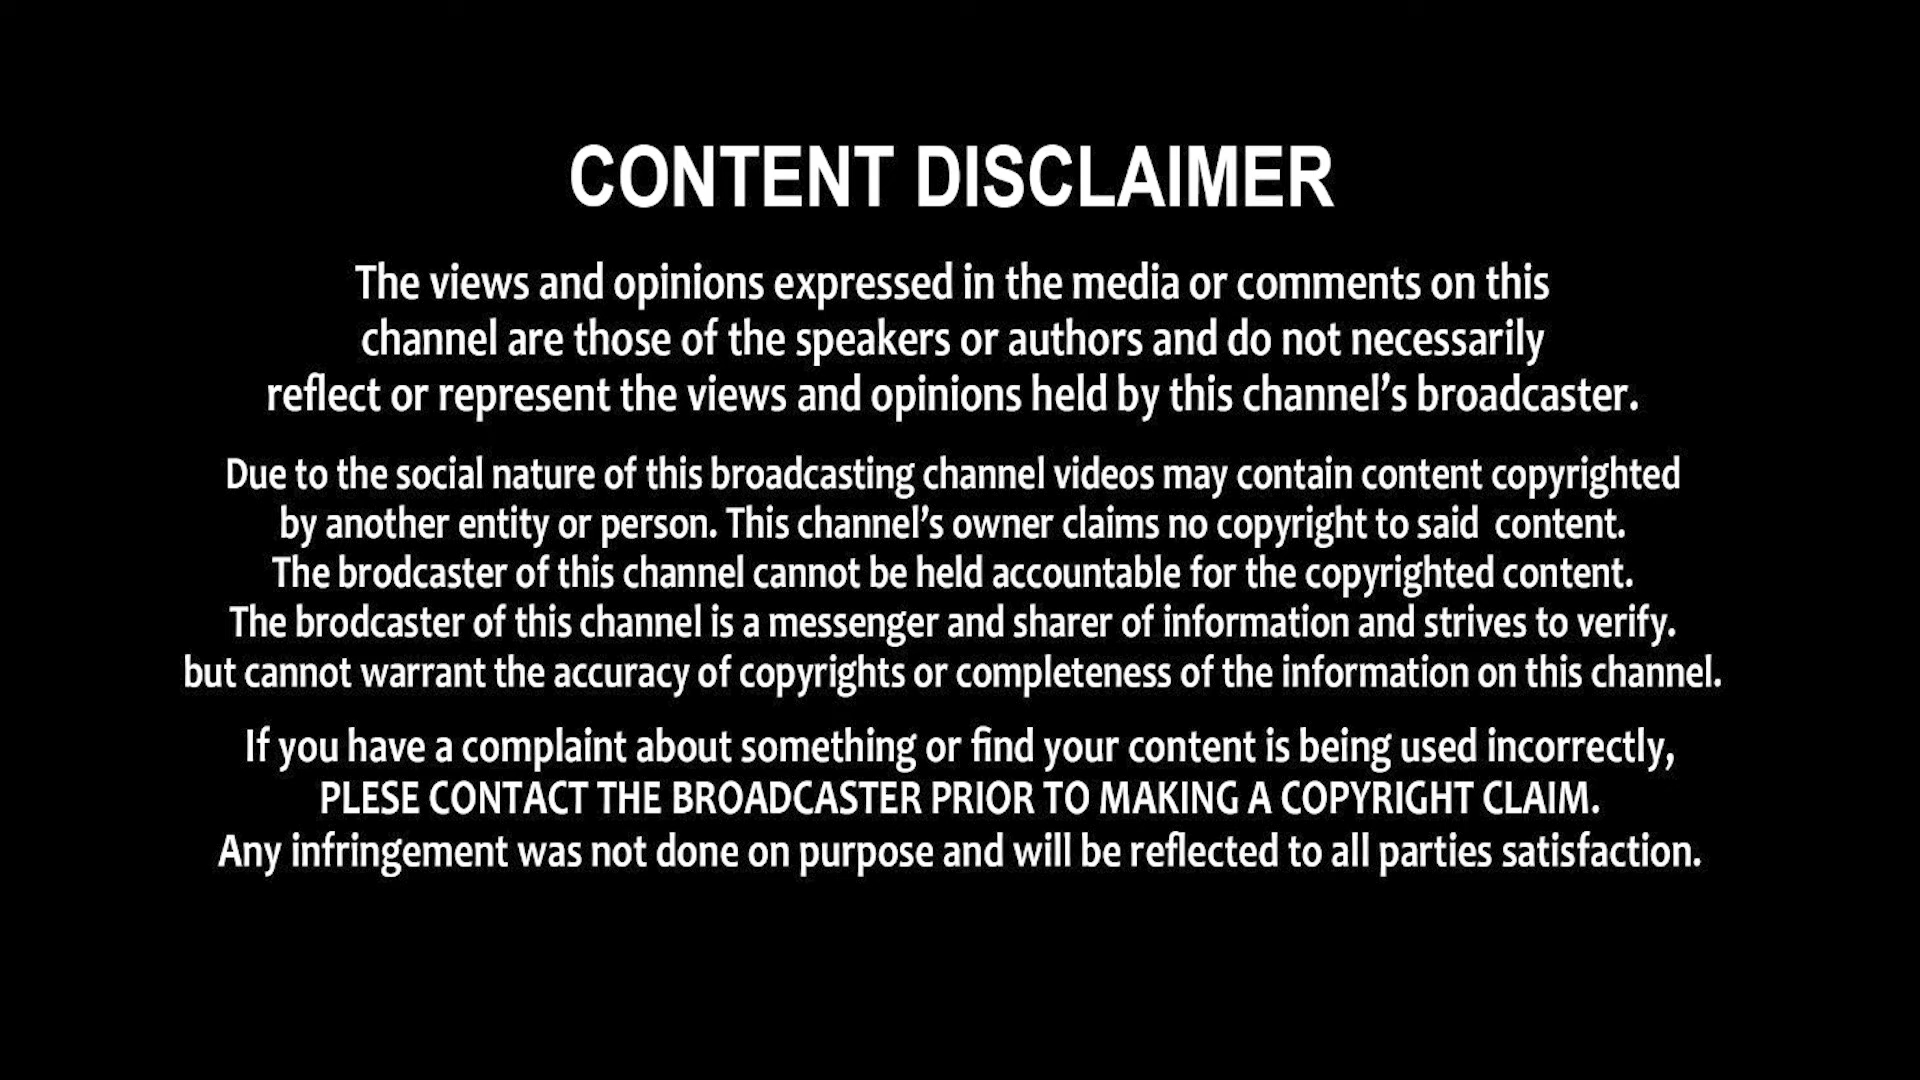 CONTENT DISCLAIMER
The views and opinions expressed in the media or comments on this
channel are those of the speakers or authors and do not necessarily
reflect or represent the views and opinions held by this channel’s broadcaster.
Due to the social nature of this broadcasting channel videos may contain content copyrighted
by another entity or person. This channel’s owner claims no copyright to said content.
The brodcaster of this channel cannot be held accountable for the copyrighted content.
The brodcaster of this channel is a messenger and sharer of information and strives to verify.
but cannot warrant the accuracy of copyrights or completeness of the information on this channel.
If you have a complaint about something or find your content is being used incorrectly,
PLESE CONTACT THE BROADCASTER PRIOR TO MAKING A COPYRIGHT CLAIM.
Any infringement was not done on purpose and will be reflected to all parties satisfaction.